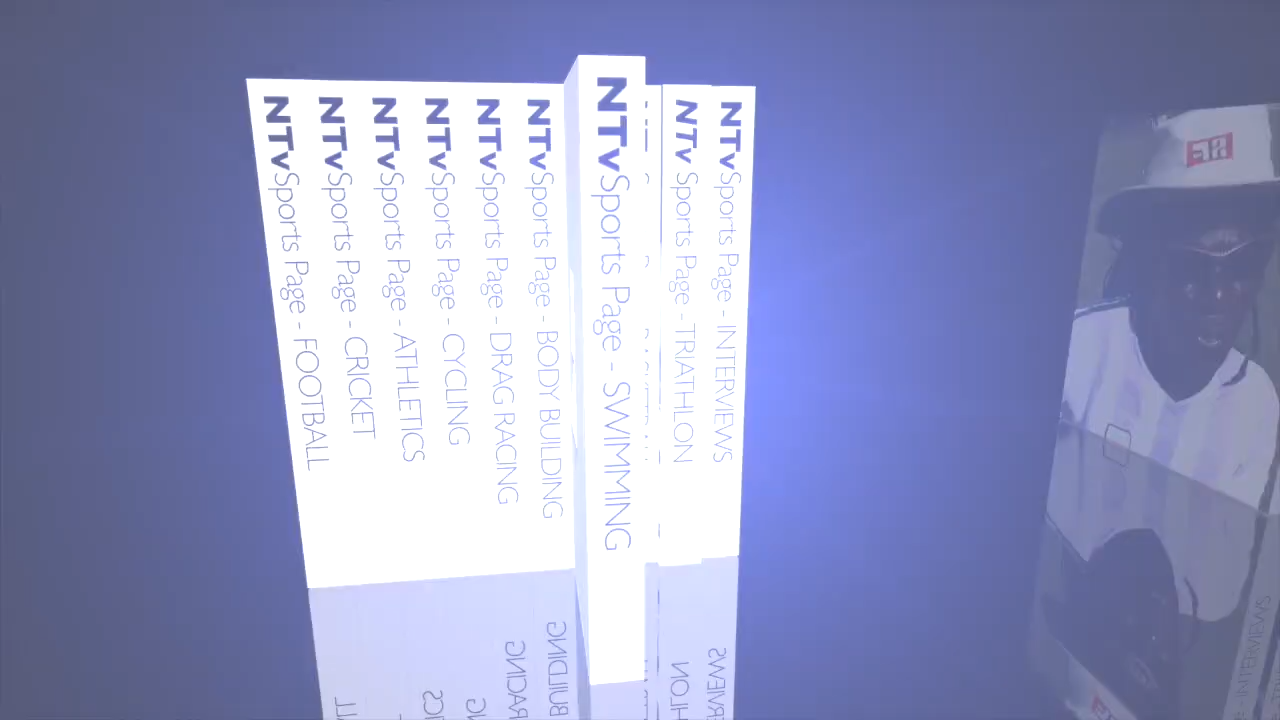 NTvSports Page - FOOTBALL
NTvSports Page - CRICKET
NTvSports Page - ATHLETICS
NTvSports Page - CYCLING
NTvSports Page - DRAG RACING
NTvSports Page - BODY BUILDING
NTvSports Page - SWIMMING
NTv Sports Page - TRIATHLON
NTvSports Page - INTERVIEWS